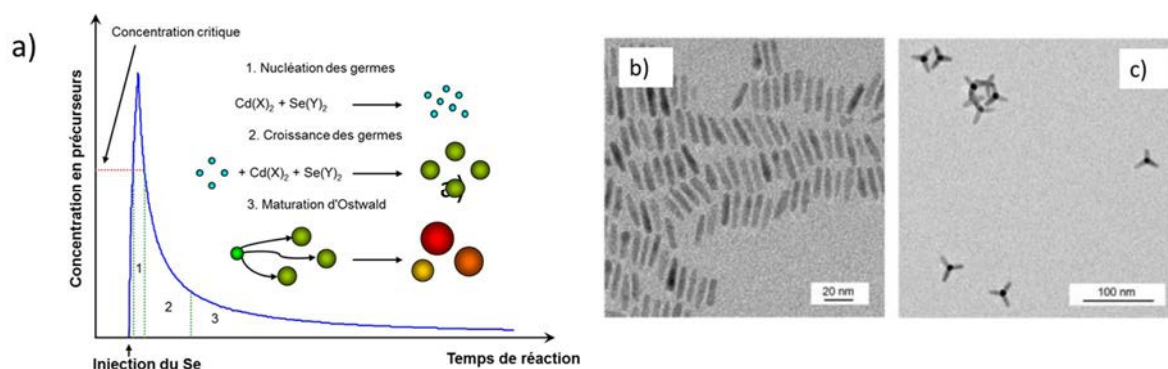 a)
Concentration critique
Concentration en précurseurs
1. Nucléation des germes
Cd(X)₂ + Se(Y)₂
2. Croissance des germes
+ Cd(X)₂ + Se(Y)₂
a)
3. Maturation d'Ostwald
1
2
3
Injection du Se
Temps de réaction
b)
20 nm
c)
100 nm